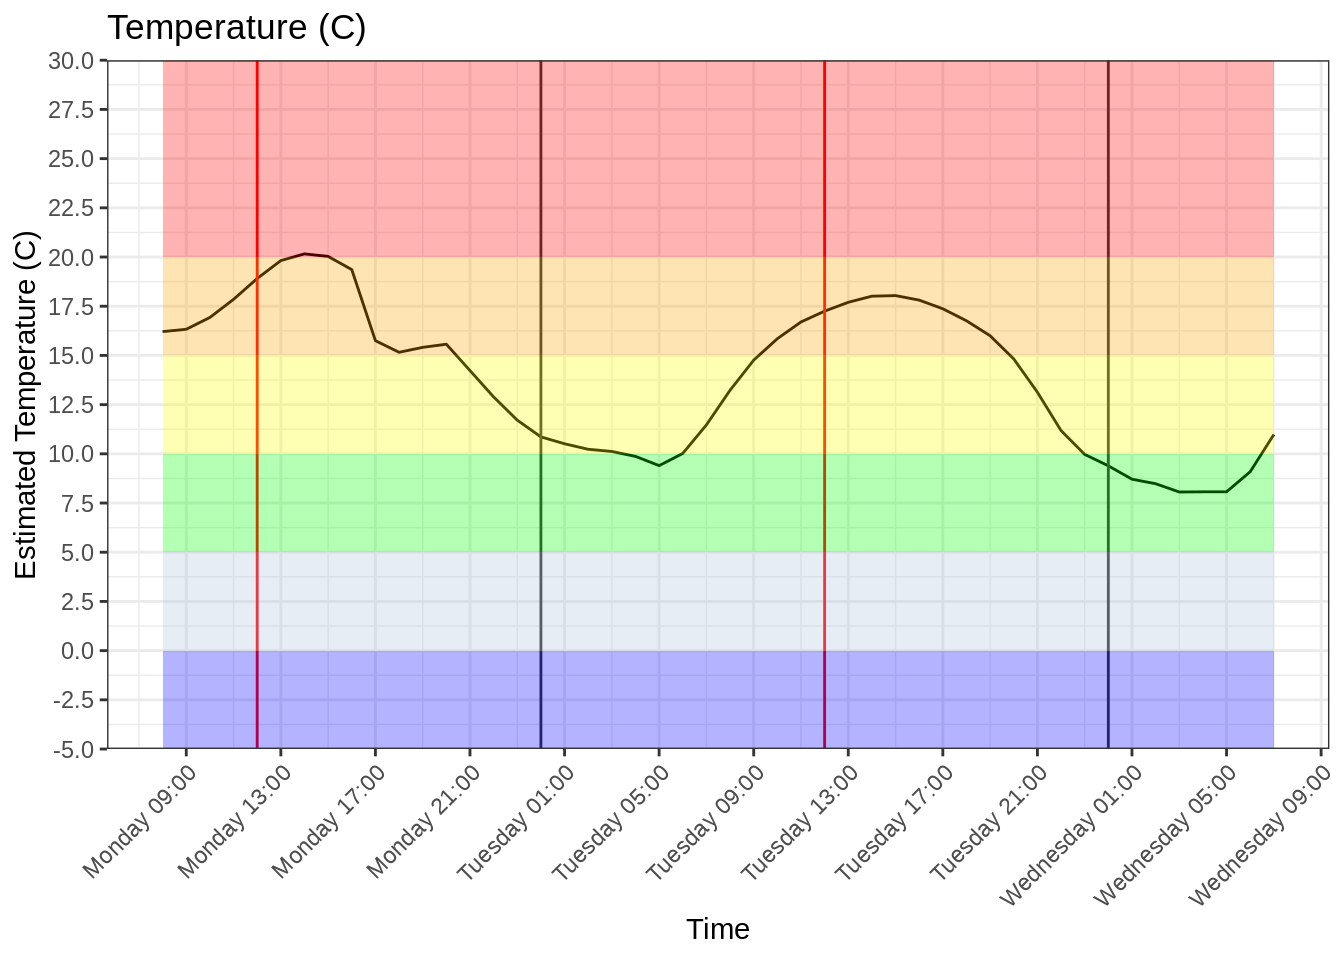 Temperature (C)
Estimated Temperature (C)
30.0
27.5
25.0
22.5
20.0
17.5
15.0
12.5
10.0
7.5
5.0
2.5
0.0
-2.5
-5.0
Monday 09:00
Monday 13:00
Monday 17:00
Monday 21:00
Tuesday 01:00
Tuesday 05:00
Tuesday 09:00
Tuesday 13:00
Tuesday 17:00
Tuesday 21:00
Wednesday 01:00
Wednesday 05:00
Wednesday 09:00
Time